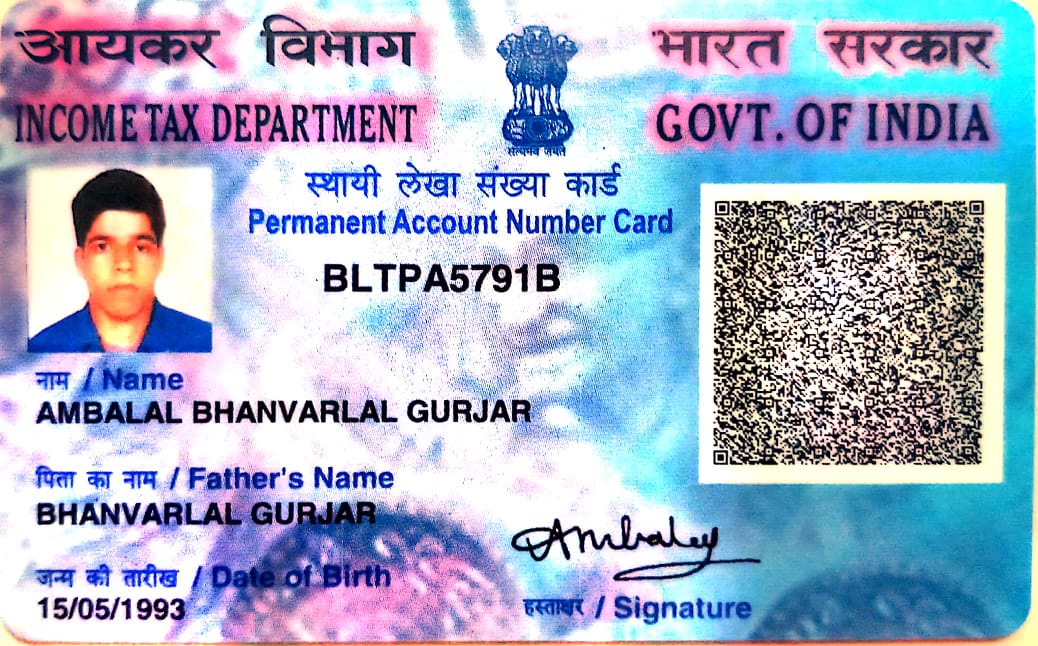 आयकर विभाग
INCOME TAX DEPARTMENT
सत्यमेव जयते
भारत सरकार
GOVT. OF INDIA
स्थायी लेखा संख्या कार्ड
Permanent Account Number Card
BLTPA5791B
नाम / Name
AMBALAL BHANVARLAL GURJAR
पिता का नाम / Father's Name
BHANVARLAL GURJAR
जन्म की तारीख / Date of Birth
15/05/1993
हस्ताक्षर / Signature